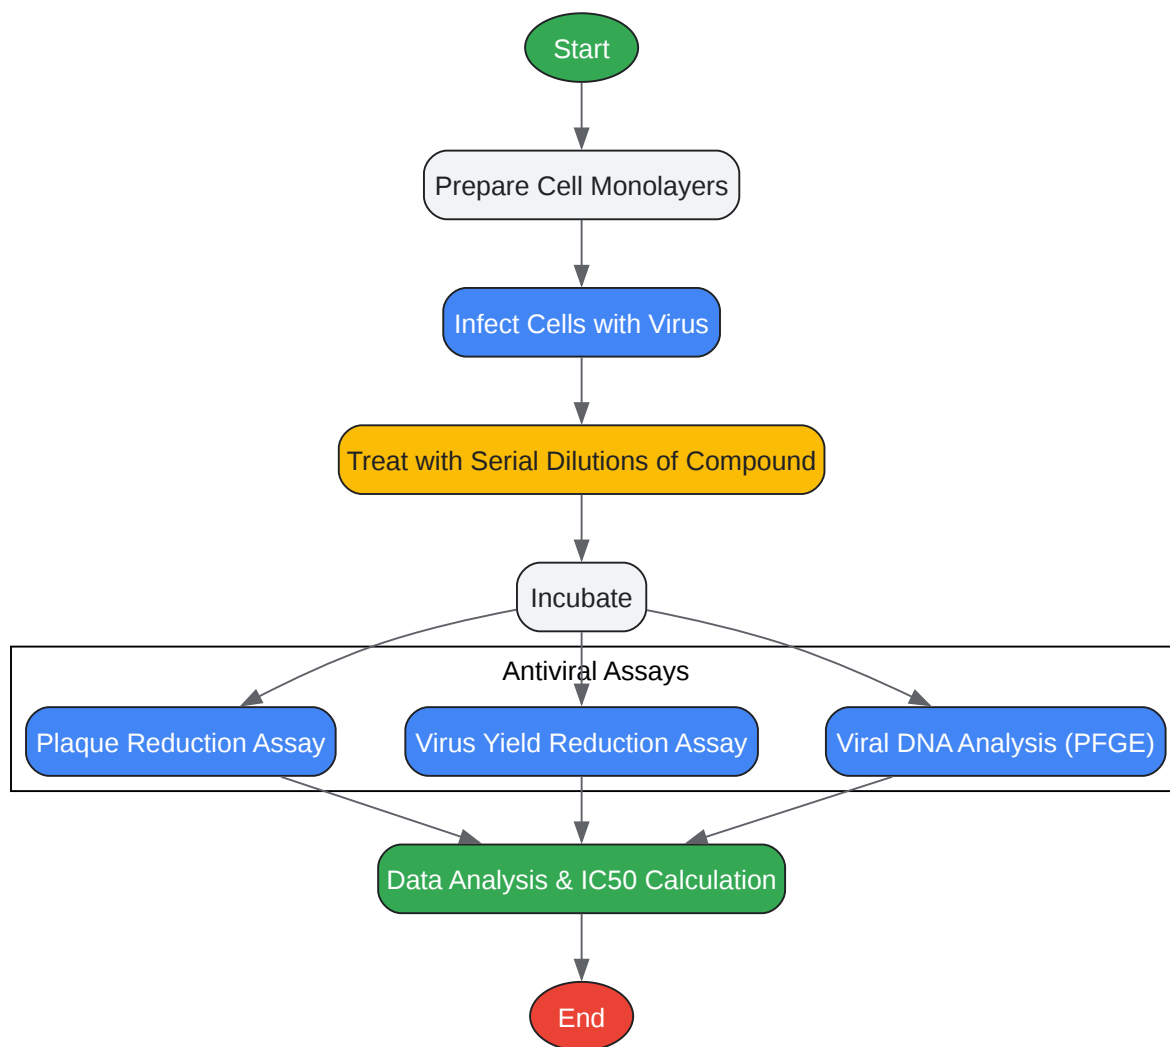 Start
Prepare Cell Monolayers
Infect Cells with Virus
Treat with Serial Dilutions of Compound
Incubate
Antiviral Assays
Plaque Reduction Assay
Virus Yield Reduction Assay
Viral DNA Analysis (PFGE)
Data Analysis & IC50 Calculation
End